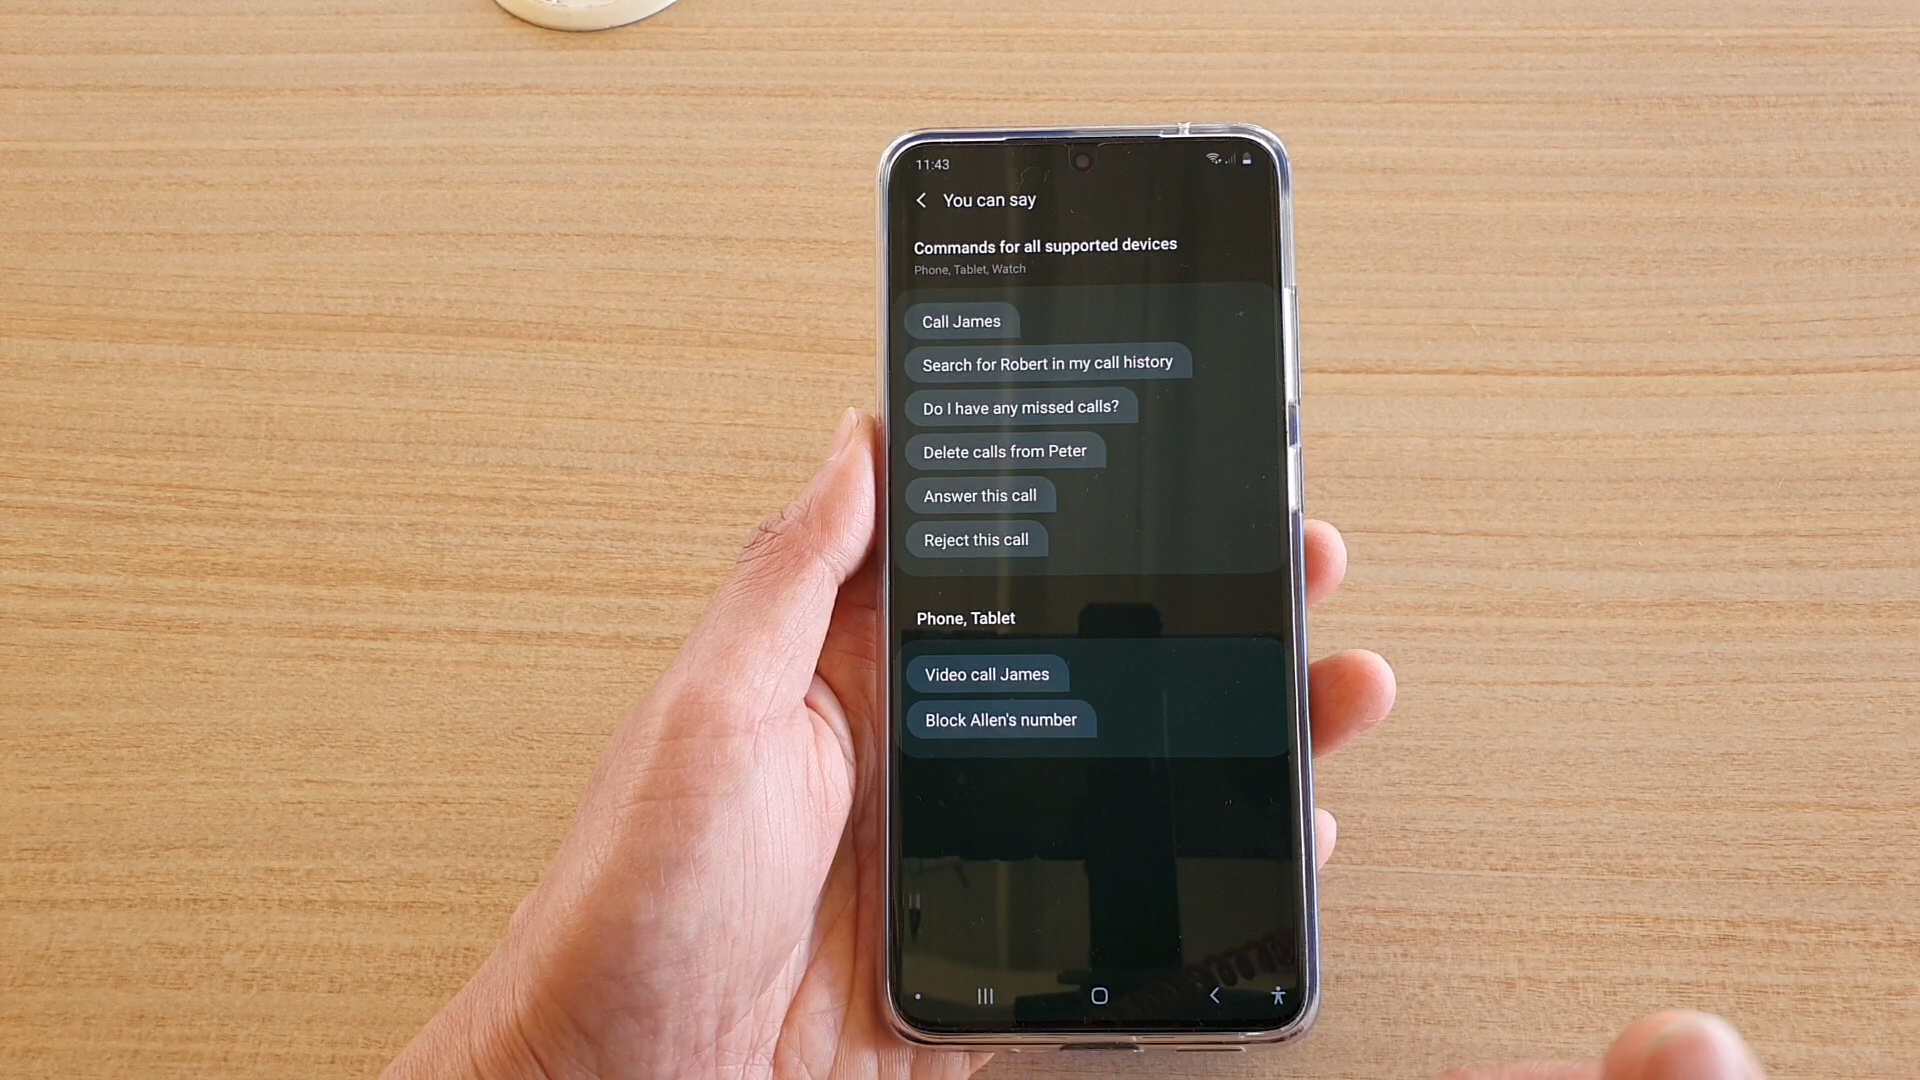 11:43
You can say
Commands for all supported devices
Phone, Tablet, Watch
Call James
Search for Robert in my call history
Do I have any missed calls?
Delete calls from Peter
Answer this call
Reject this call
Phone, Tablet
Video call James
Block Allen's number